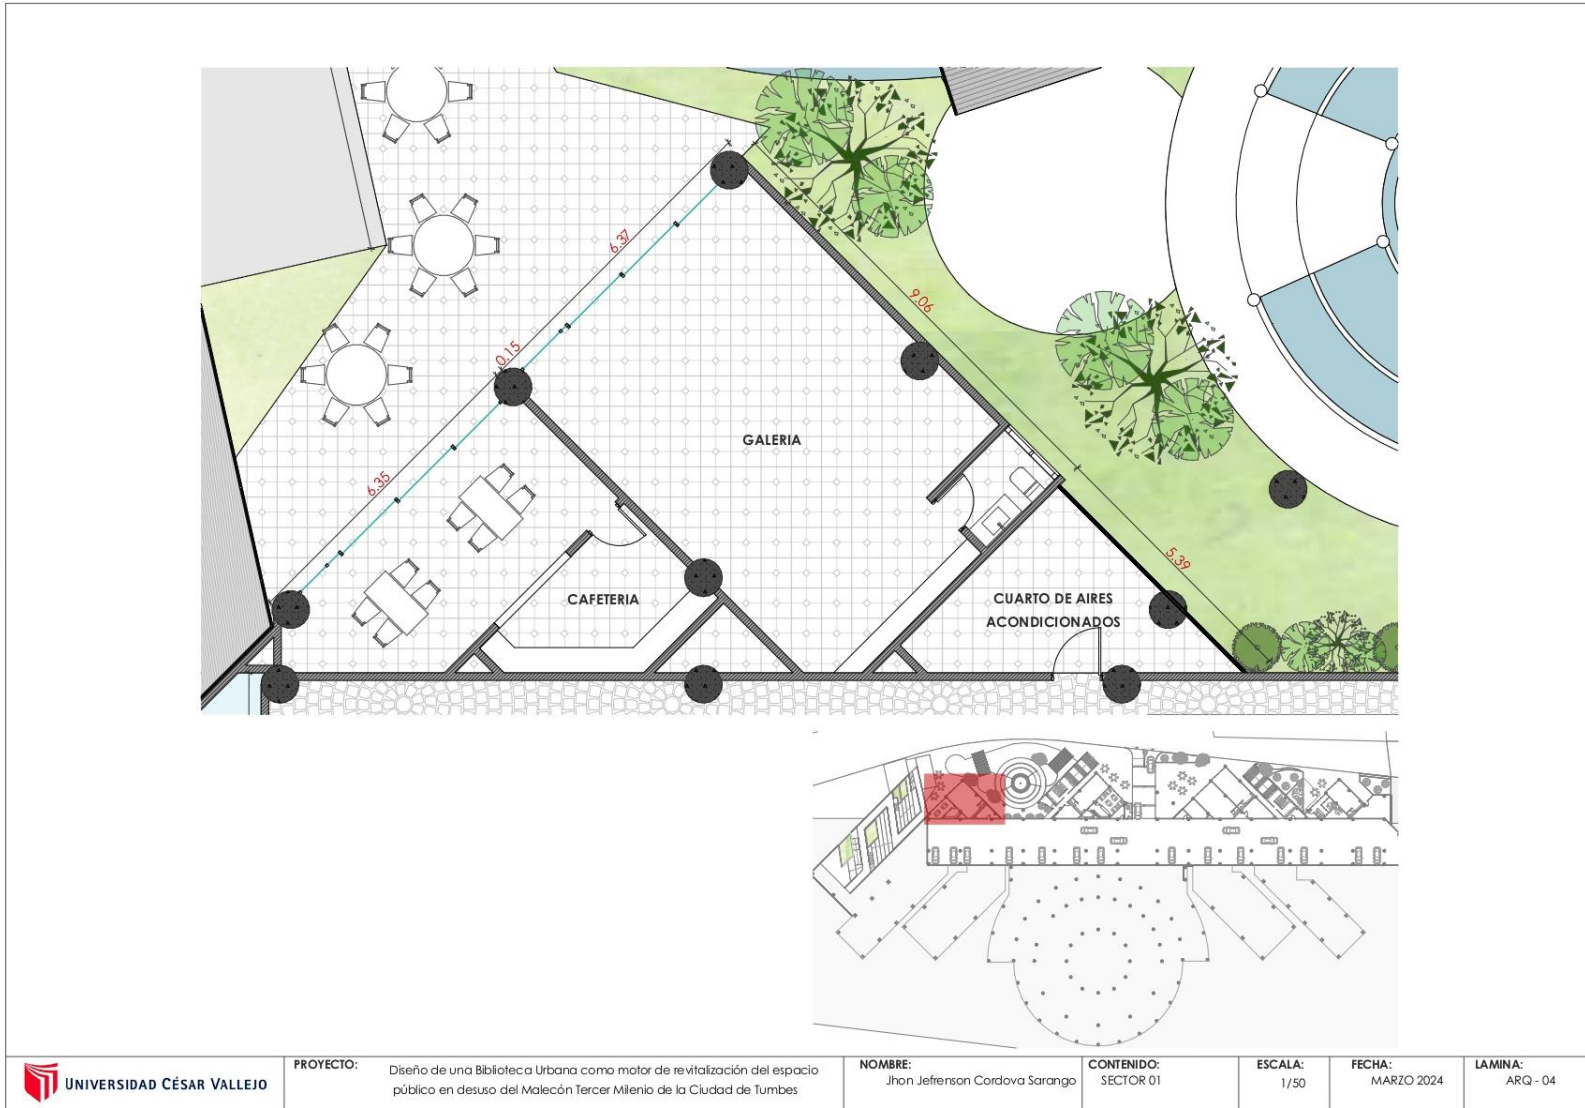 6.37
9.06
0.15
GALERIA
6.35
5.39
CAFETERIA
CUARTO DE AIRES
ACONDICIONADOS
UNIVERSIDAD CÉSAR VALLEJO
PROYECTO:
Diseño de una Biblioteca Urbana como motor de revitalización del espacio
público en desuso del Malecón Tercer Milenio de la Ciudad de Tumbes
NOMBRE:
Jhon Jefrenson Cordova Sarango
CONTENIDO:
SECTOR 01
ESCALA:
1/50
FECHA:
MARZO 2024
LAMINA:
ARQ - 04